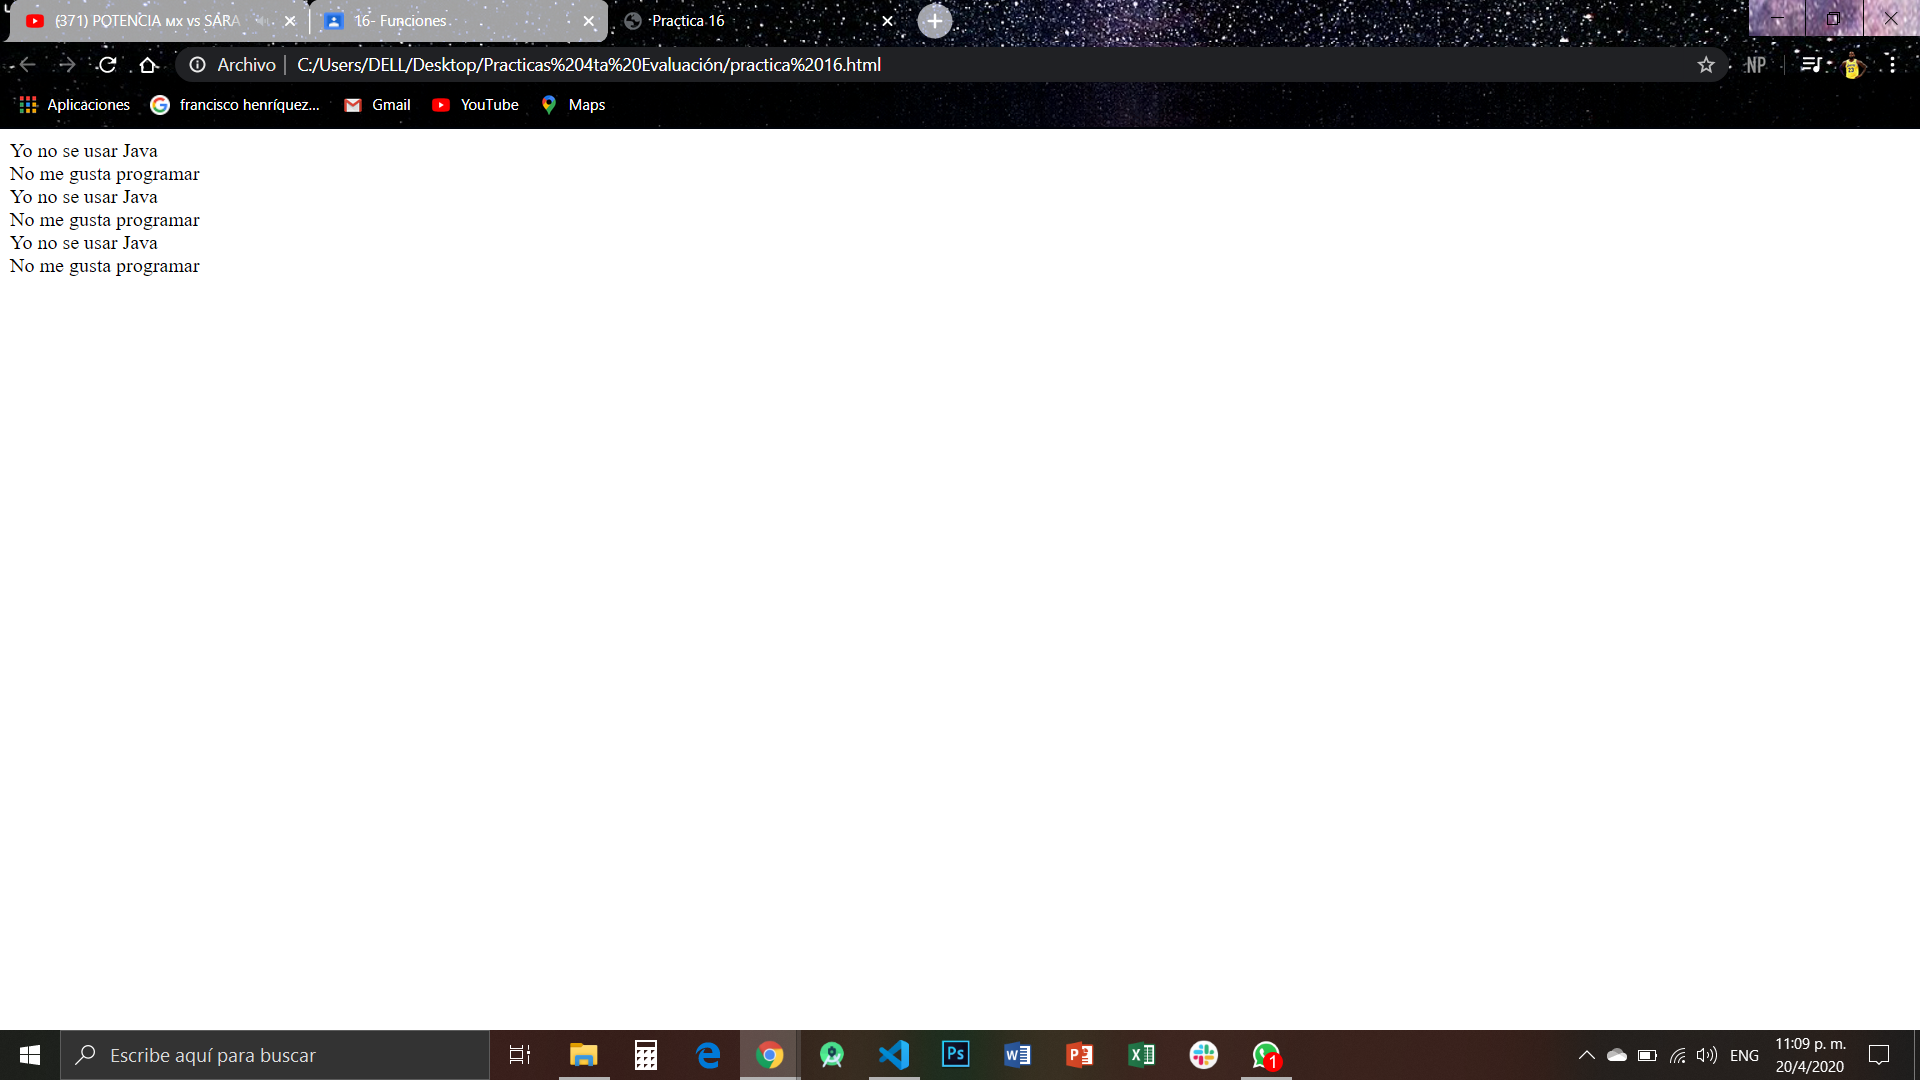 (371) POTENCIA мх vs SARA
16- Funciones
Practica 16
Archivo | C:/Users/DELL/Desktop/Practicas%204ta%20Evaluación/practica%2016.html
NP
Aplicaciones
francisco henríquez...
Gmail
YouTube
Maps
Yo no se usar Java
No me gusta programar
Yo no se usar Java
No me gusta programar
Yo no se usar Java
No me gusta programar
Escribe aquí para buscar
Ps
1
ENG
11:09 p. m.
20/4/2020